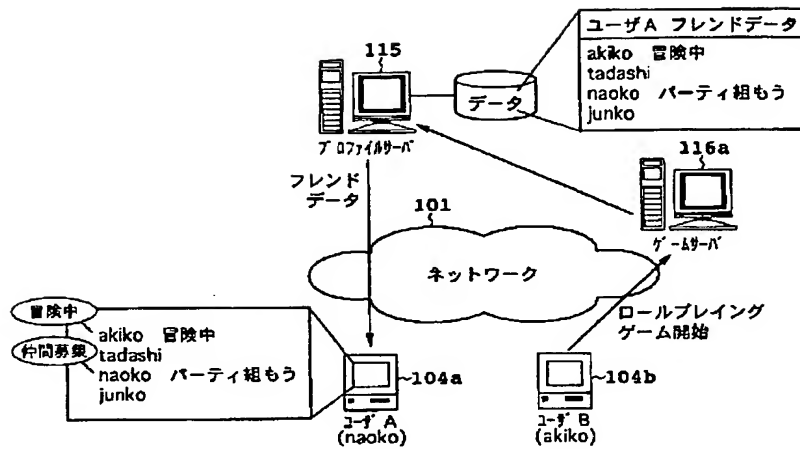 115
プロファイルサーバ
データ
ユーザA フレンドデータ
akiko 冒険中
tadashi
naoko パーティ組もう
junko
116a
ゲームサーバ
フレンド
データ
101
ネットワーク
ロールプレイング
ゲーム開始
冒険中
仲間募集
akiko 冒険中
tadashi
naoko パーティ組もう
junko
104a
ユーザA
(naoko)
104b
ユーザB
(akiko)